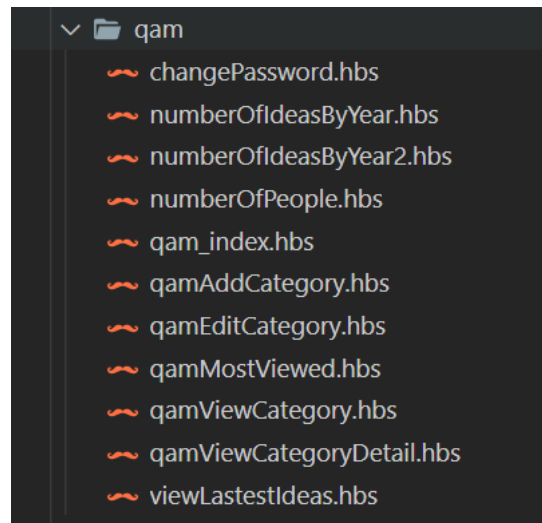 qam
changePassword.hbs
numberOfIdeasByYear.hbs
numberOfIdeasByYear2.hbs
numberOfPeople.hbs
qam_index.hbs
qamAddCategory.hbs
qamEditCategory.hbs
qamMostViewed.hbs
qamViewCategory.hbs
qamViewCategoryDetail.hbs
viewLastestIdeas.hbs